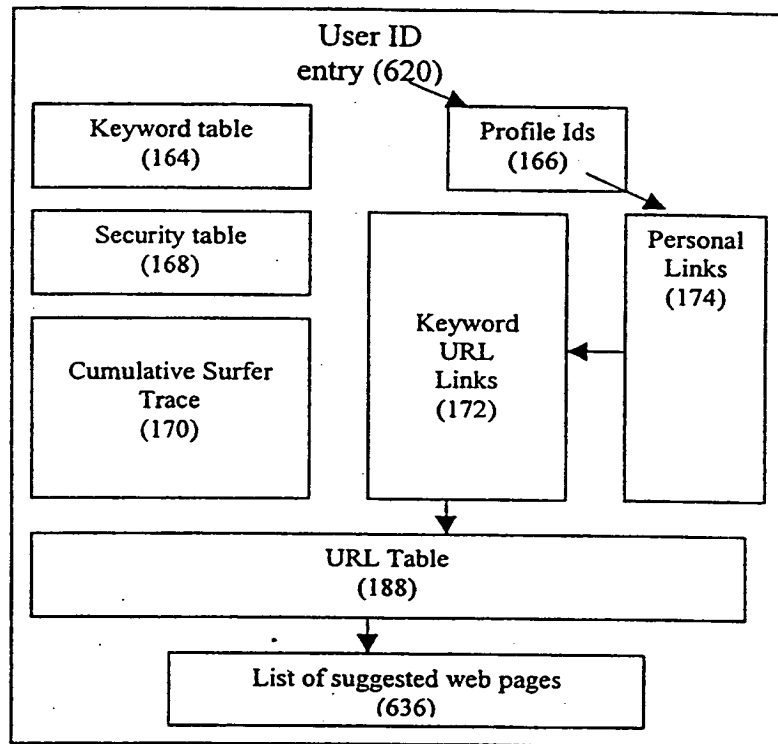 User ID
entry (620)
Keyword table
(164)
Profile Ids
(166)
Security table
(168)
Personal
Links
(174)
Keyword
URL
Links
(172)
Cumulative Surfer
Trace
(170)
URL Table
(188)
List of suggested web pages
(636)